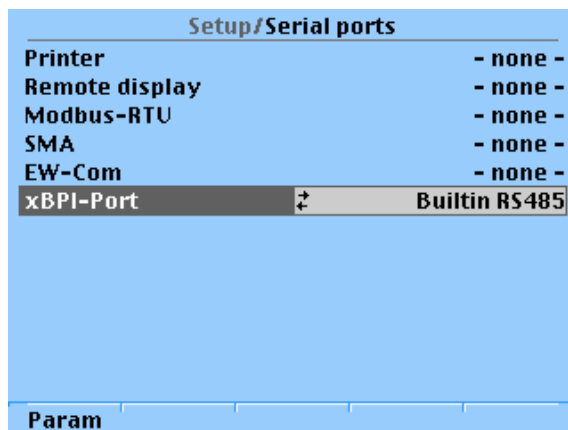 Setup/Serial ports
Printer - none -
Remote display - none -
Modbus-RTU - none -
SMA - none -
EW-Com - none -
xBPI-Port Builtin RS485
Param